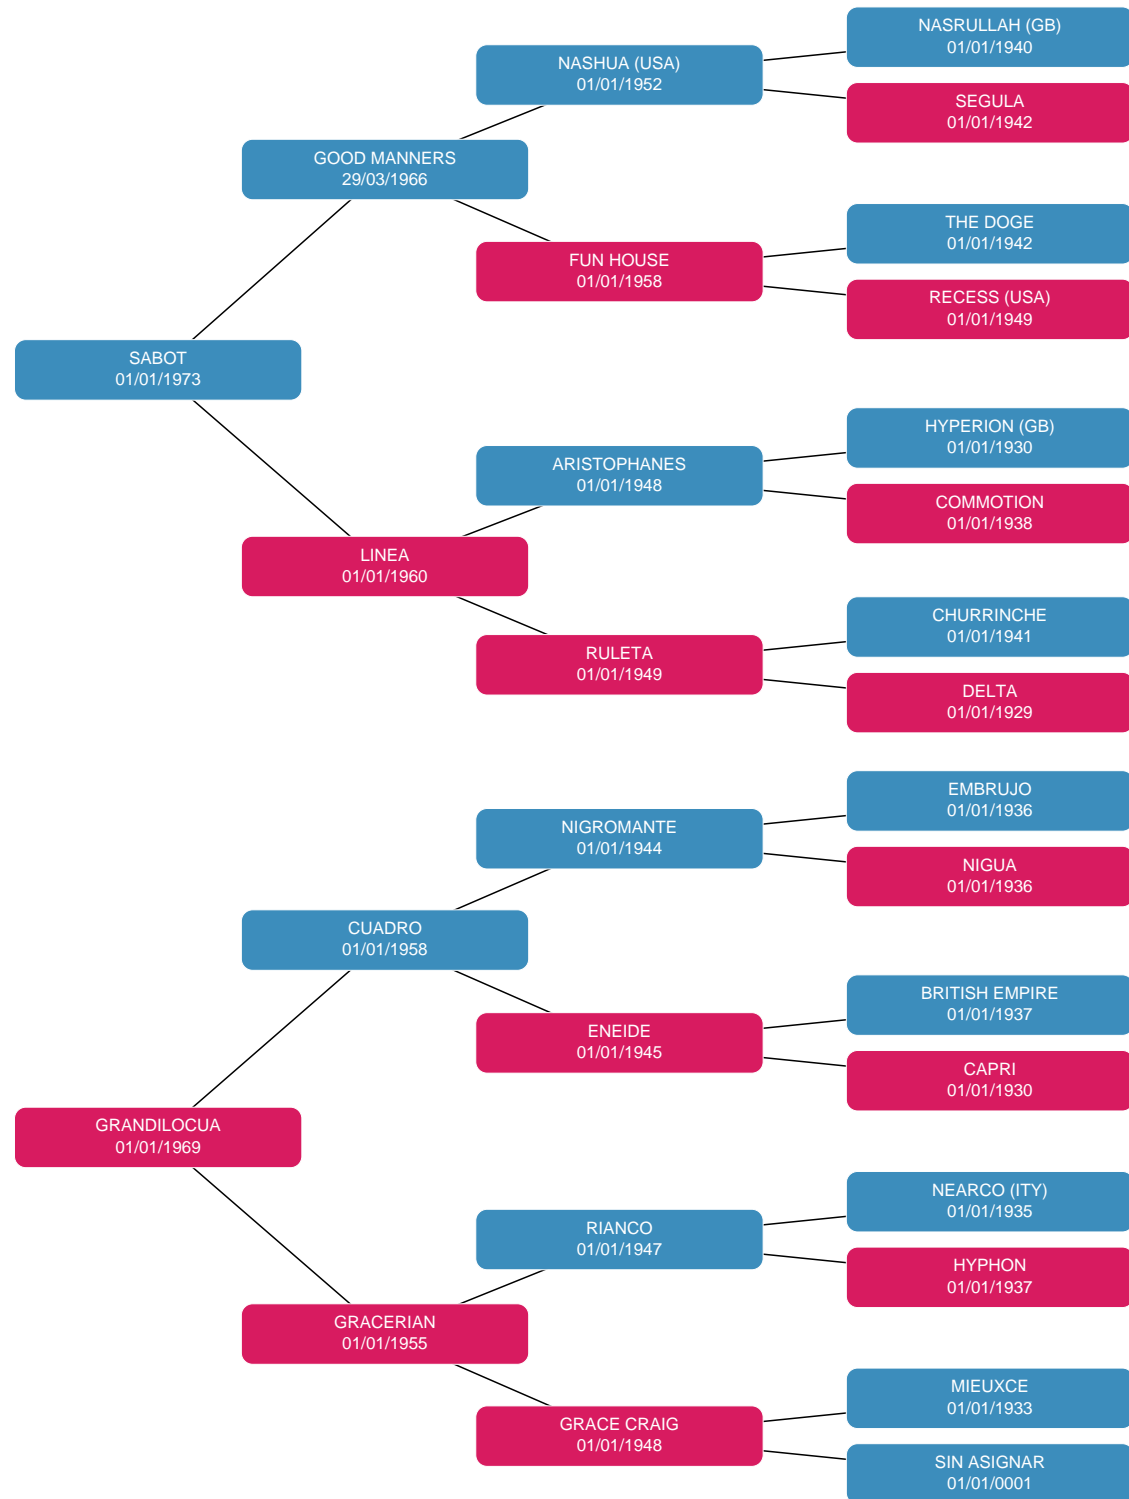 NASRULLAH (GB)
01/01/1940
NASHUA (USA)
01/01/1952
SEGULA
01/01/1942
GOOD MANNERS
29/03/1966
THE DOGE
01/01/1942
FUN HOUSE
01/01/1958
RECESS (USA)
01/01/1949
SABOT
01/01/1973
HYPERION (GB)
01/01/1930
ARISTOPHANES
01/01/1948
COMMOTION
01/01/1938
LINEA
01/01/1960
CHURRINCHE
01/01/1941
RULETA
01/01/1949
DELTA
01/01/1929
EMBRUJO
01/01/1936
NIGROMANTE
01/01/1944
NIGUA
01/01/1936
CUADRO
01/01/1958
BRITISH EMPIRE
01/01/1937
ENEIDE
01/01/1945
CAPRI
01/01/1930
GRANDILOCUA
01/01/1969
NEARCO (ITY)
01/01/1935
RIANCO
01/01/1947
HYPHON
01/01/1937
GRACERIAN
01/01/1955
MIEUXCE
01/01/1933
GRACE CRAIG
01/01/1948
SIN ASIGNAR
01/01/0001